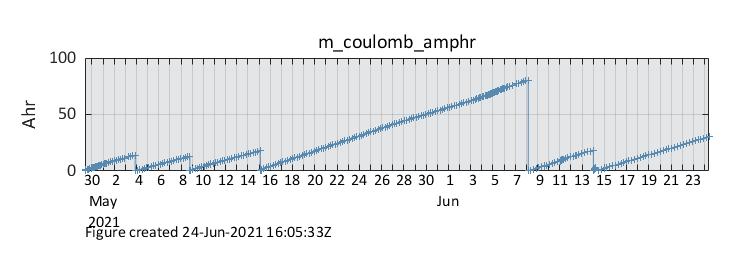 m_coulomb_amphr
100
50
0
Ahr
30 2 4 6 8 10 12 14 16 18 20 22 24 26 28 30 1 3 5 7 9 11 13 15 17 19 21 23
May Jun
2021
Figure created 24-Jun-2021 16:05:33Z